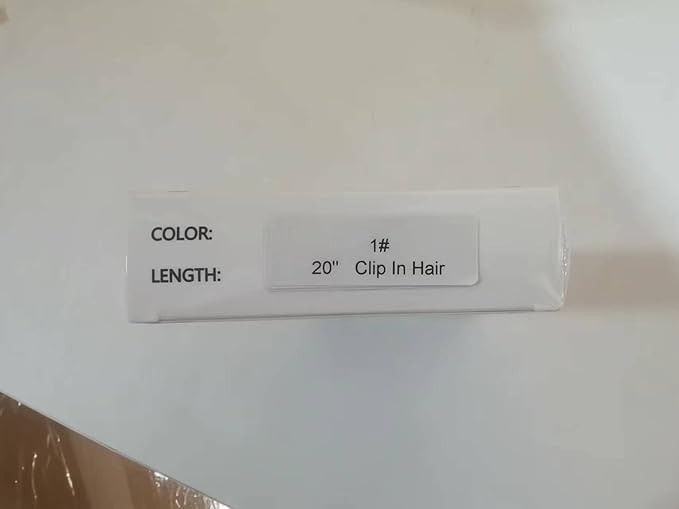 COLOR:
1#
LENGTH:
20" Clip In Hair